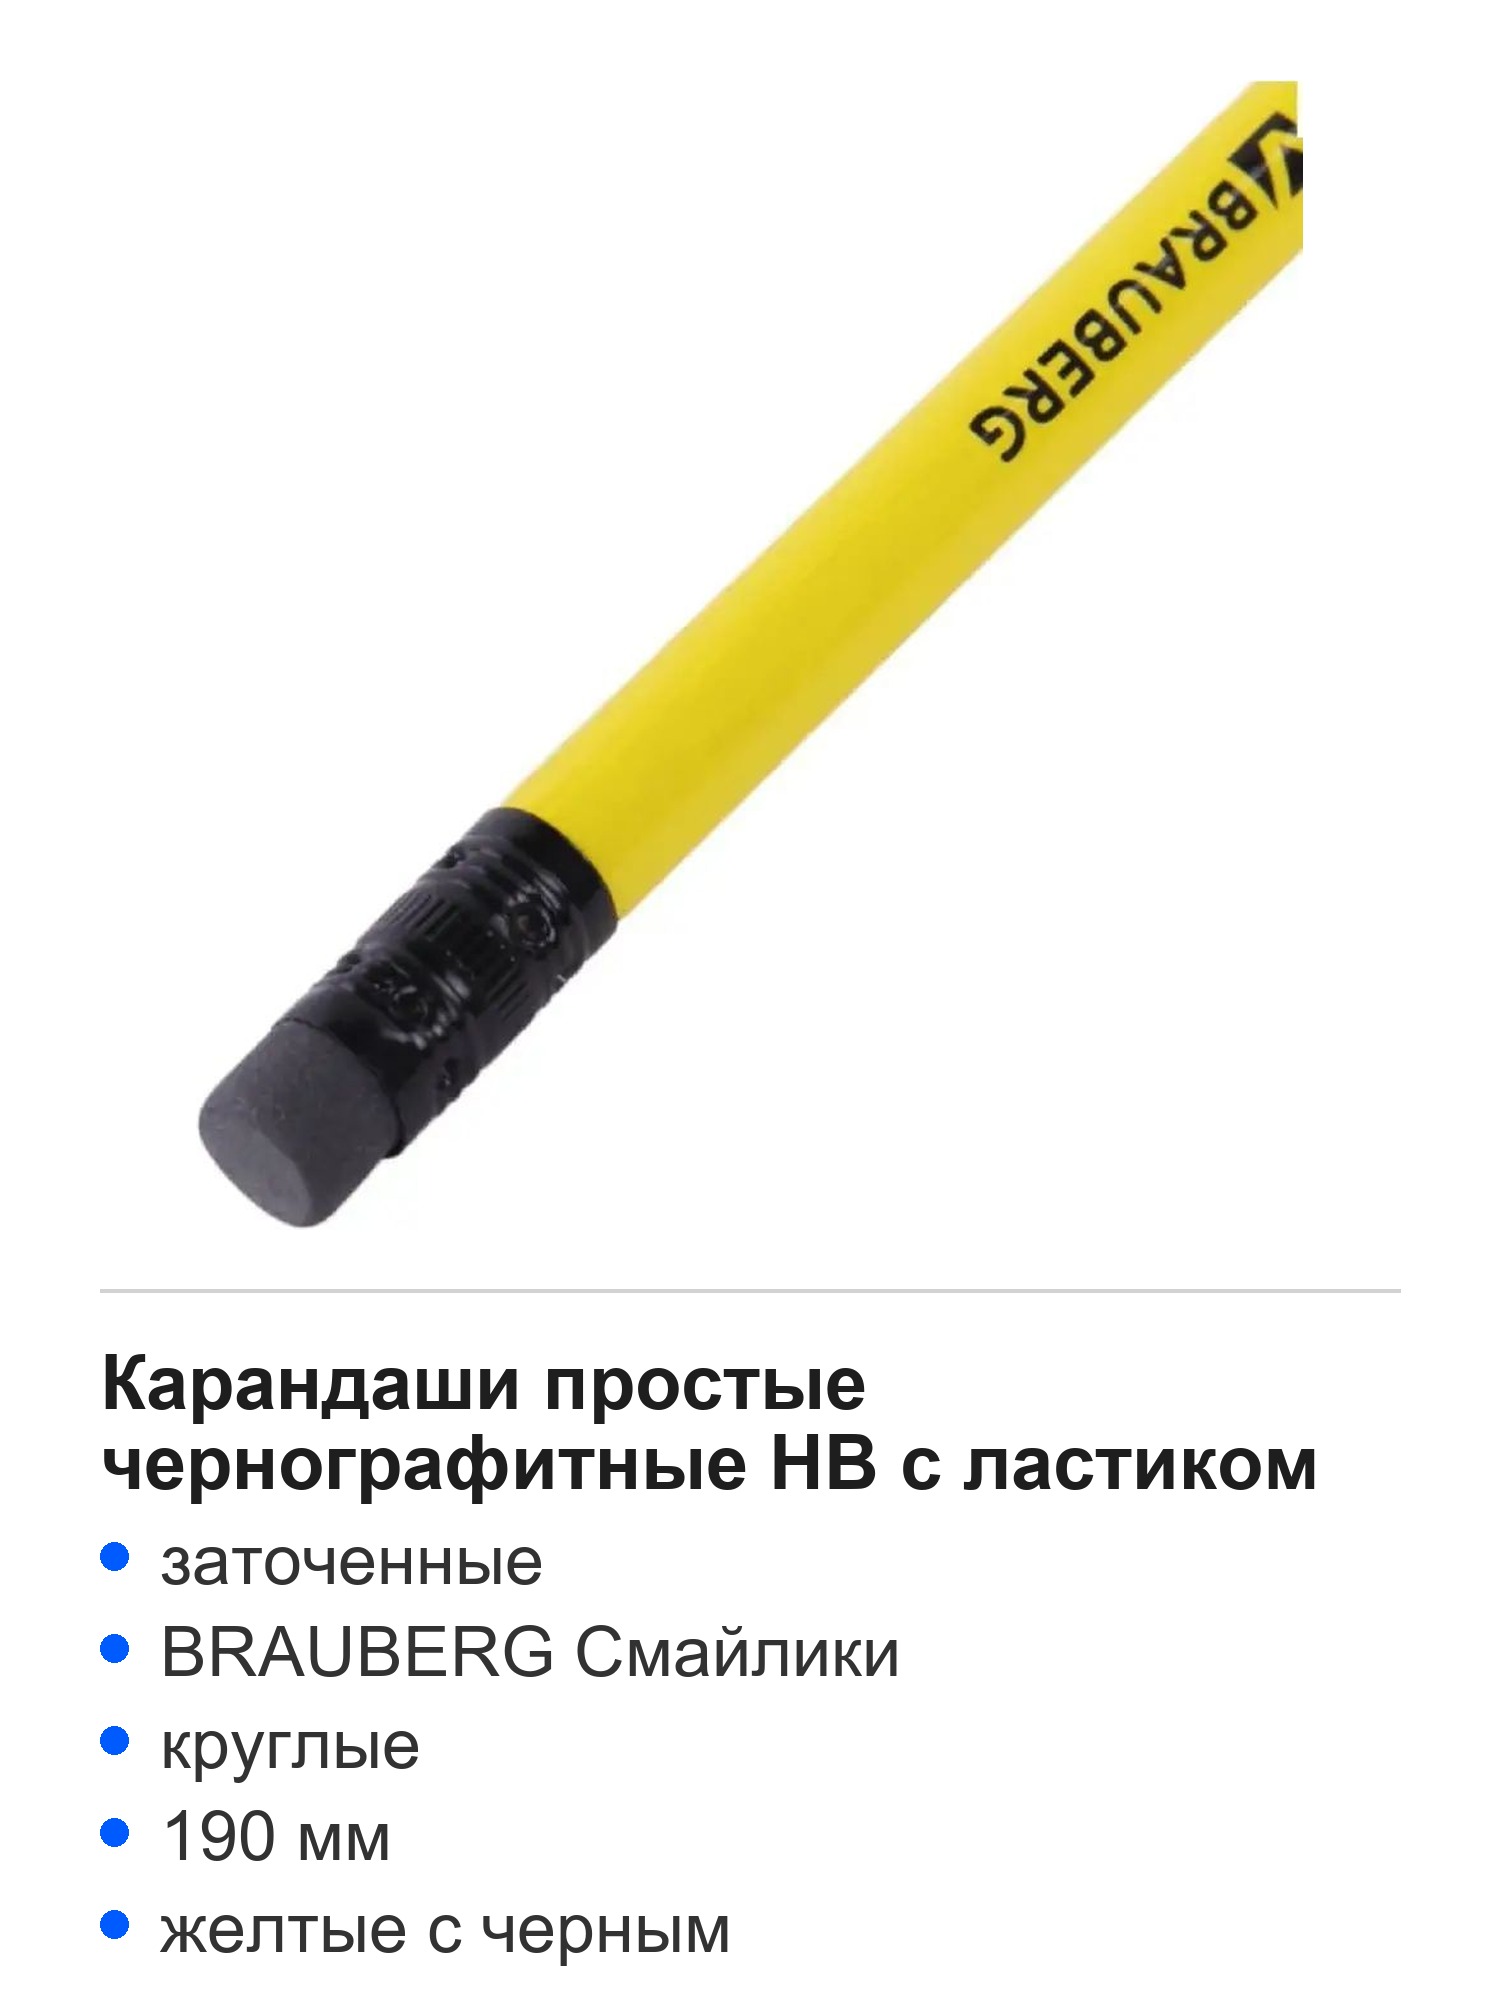 BRAUBERG
Карандаши простые
чернографитные HB с ластиком
заточенные
BRAUBERG Смайлики
круглые
190 мм
желтые с черным